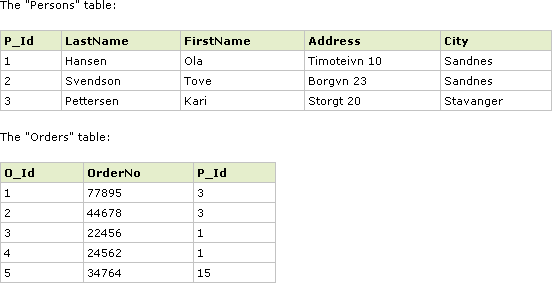 The "Persons" table:
P_Id LastName FirstName Address City
1 Hansen Ola Timoteivn 10 Sandnes
2 Svendson Tove Borgvn 23 Sandnes
3 Pettersen Kari Storgt 20 Stavanger
The "Orders" table:
O_Id OrderNo P_Id
1 77895 3
2 44678 3
3 22456 1
4 24562 1
5 34764 15